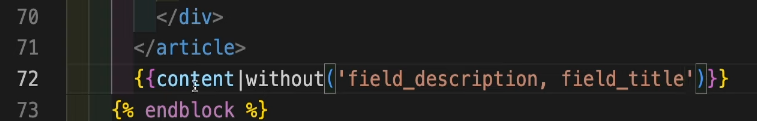 70 </div>
71 </article>
72 {{content|without('field_description, field_title')}}
73 {% endblock %}